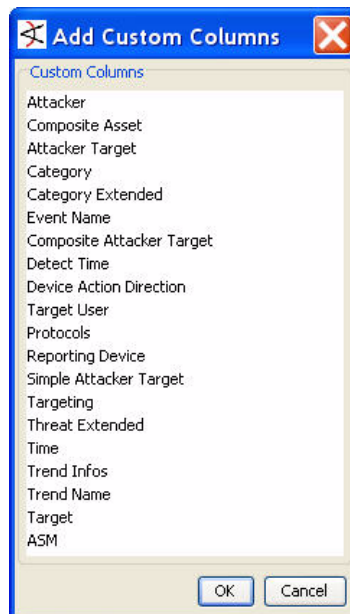 Add Custom Columns
Custom Columns
Attacker
Composite Asset
Attacker Target
Category
Category Extended
Event Name
Composite Attacker Target
Detect Time
Device Action Direction
Target User
Protocols
Reporting Device
Simple Attacker Target
Targeting
Threat Extended
Time
Trend Infos
Trend Name
Target
ASM
OK Cancel